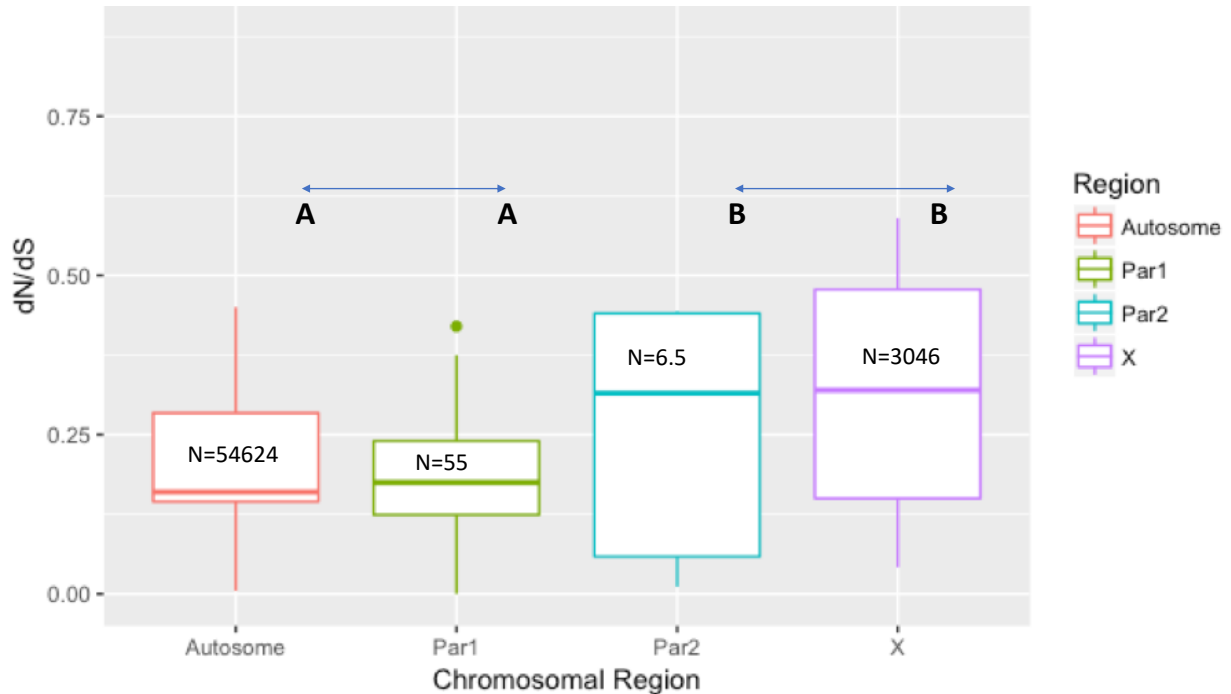 0.75
0.50
0.25
0.00
dN/dS
A
A
B
B
N=54624
N=55
N=6.5
N=3046
Autosome
Par1
Par2
X
Chromosomal Region
Region
Autosome
Par1
Par2
X